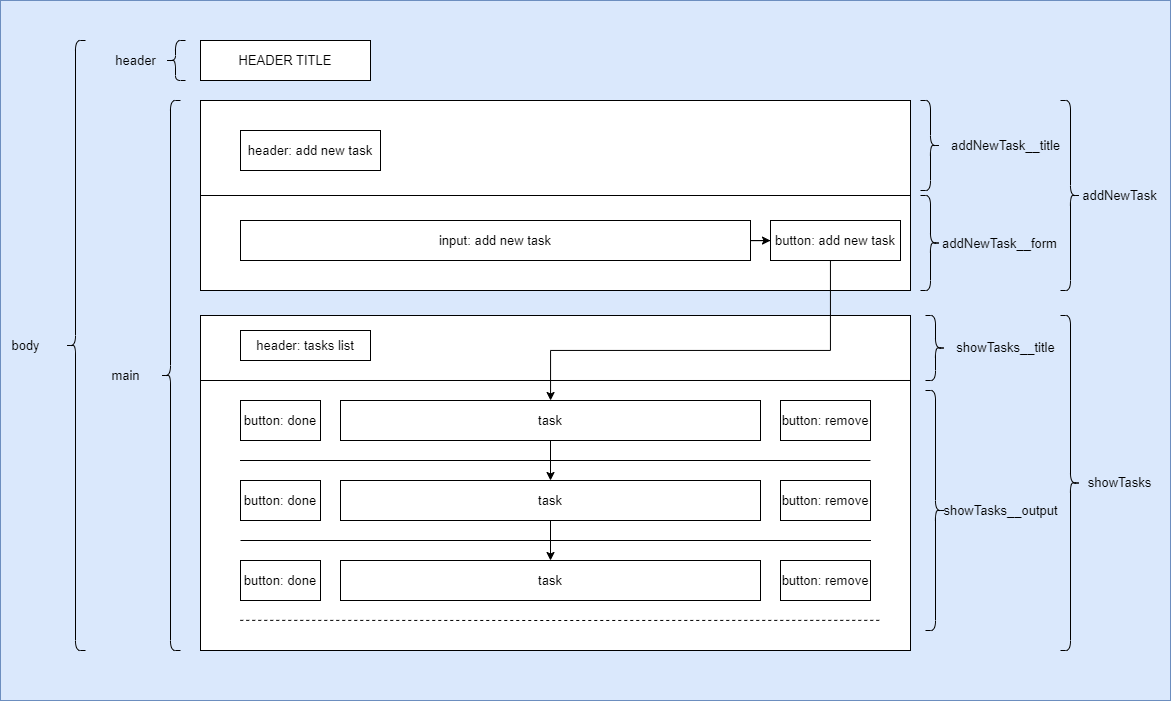 header
HEADER TITLE
header: add new task
addNewTask__title
addNewTask
input: add new task
button: add new task
addNewTask__form
body
header: tasks list
showTasks__title
main
button: done
task
button: remove
showTasks
button: done
task
button: remove
showTasks__output
button: done
task
button: remove